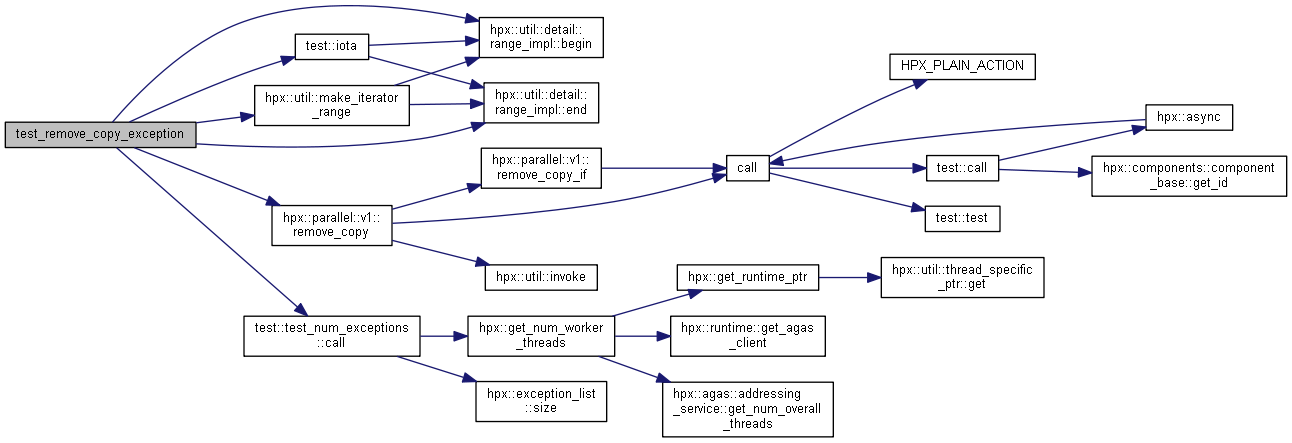 test_remove_copy_exception
test::iota
hpx::util::make_iterator
_range
hpx::util::detail::
range_impl::begin
hpx::util::detail::
range_impl::end
hpx::parallel::v1::
remove_copy
hpx::parallel::v1::
remove_copy_if
hpx::util::invoke
call
HPX_PLAIN_ACTION
test::call
test::test
hpx::async
hpx::components::component
_base::get_id
test::test_num_exceptions
::call
hpx::get_num_worker
_threads
hpx::exception_list
::size
hpx::get_runtime_ptr
hpx::runtime::get_agas
_client
hpx::agas::addressing
_service::get_num_overall
_threads
hpx::util::thread_specific
_ptr::get